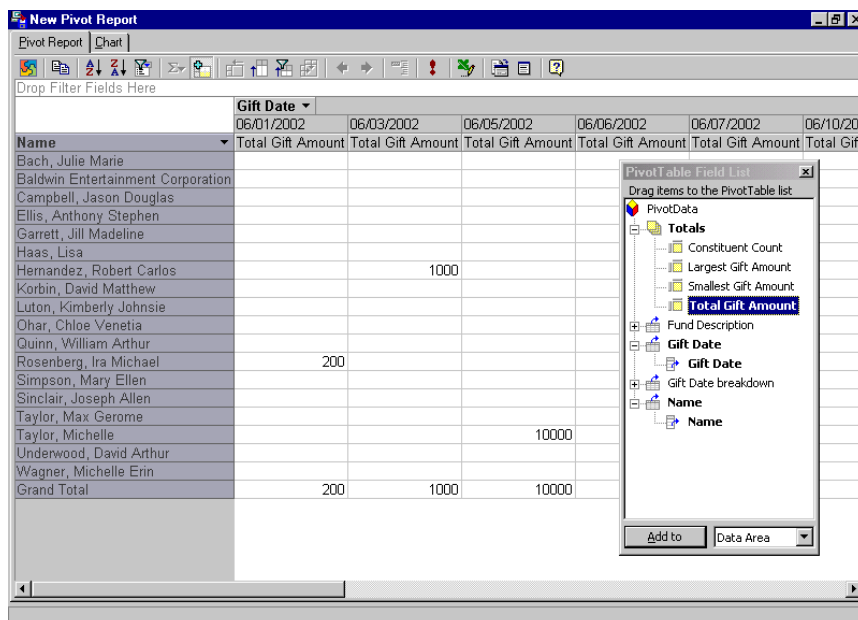 New Pivot Report
Pivot Report Chart
Drop Filter Fields Here
Gift Date
06/01/2002 06/03/2002 06/05/2002 06/06/2002 06/07/2002 06/10/20
Name Total Gift Amount Total Gift Amount Total Gift Amount Total Gift Amount Total Gift Amount Total Gif
Bach, Julie Marie
Baldwin Entertainment Corporation
Campbell, Jason Douglas
Ellis, Anthony Stephen
Garrett, Jill Madeline
Haas, Lisa
Hernandez, Robert Carlos 1000
Korbin, David Matthew
Luton, Kimberly Johnsie
Ohar, Chloe Venetia
Quinn, William Arthur
Rosenberg, Ira Michael 200
Simpson, Mary Ellen
Sinclair, Joseph Allen
Taylor, Max Gerome
Taylor, Michelle 10000
Underwood, David Arthur
Wagner, Michelle Erin
Grand Total 200 1000 10000
PivotTable Field List
Drag items to the PivotTable list
PivotData
Totals
Constituent Count
Largest Gift Amount
Smallest Gift Amount
Total Gift Amount
Fund Description
Gift Date
Gift Date
Gift Date breakdown
Name
Name
Add to Data Area